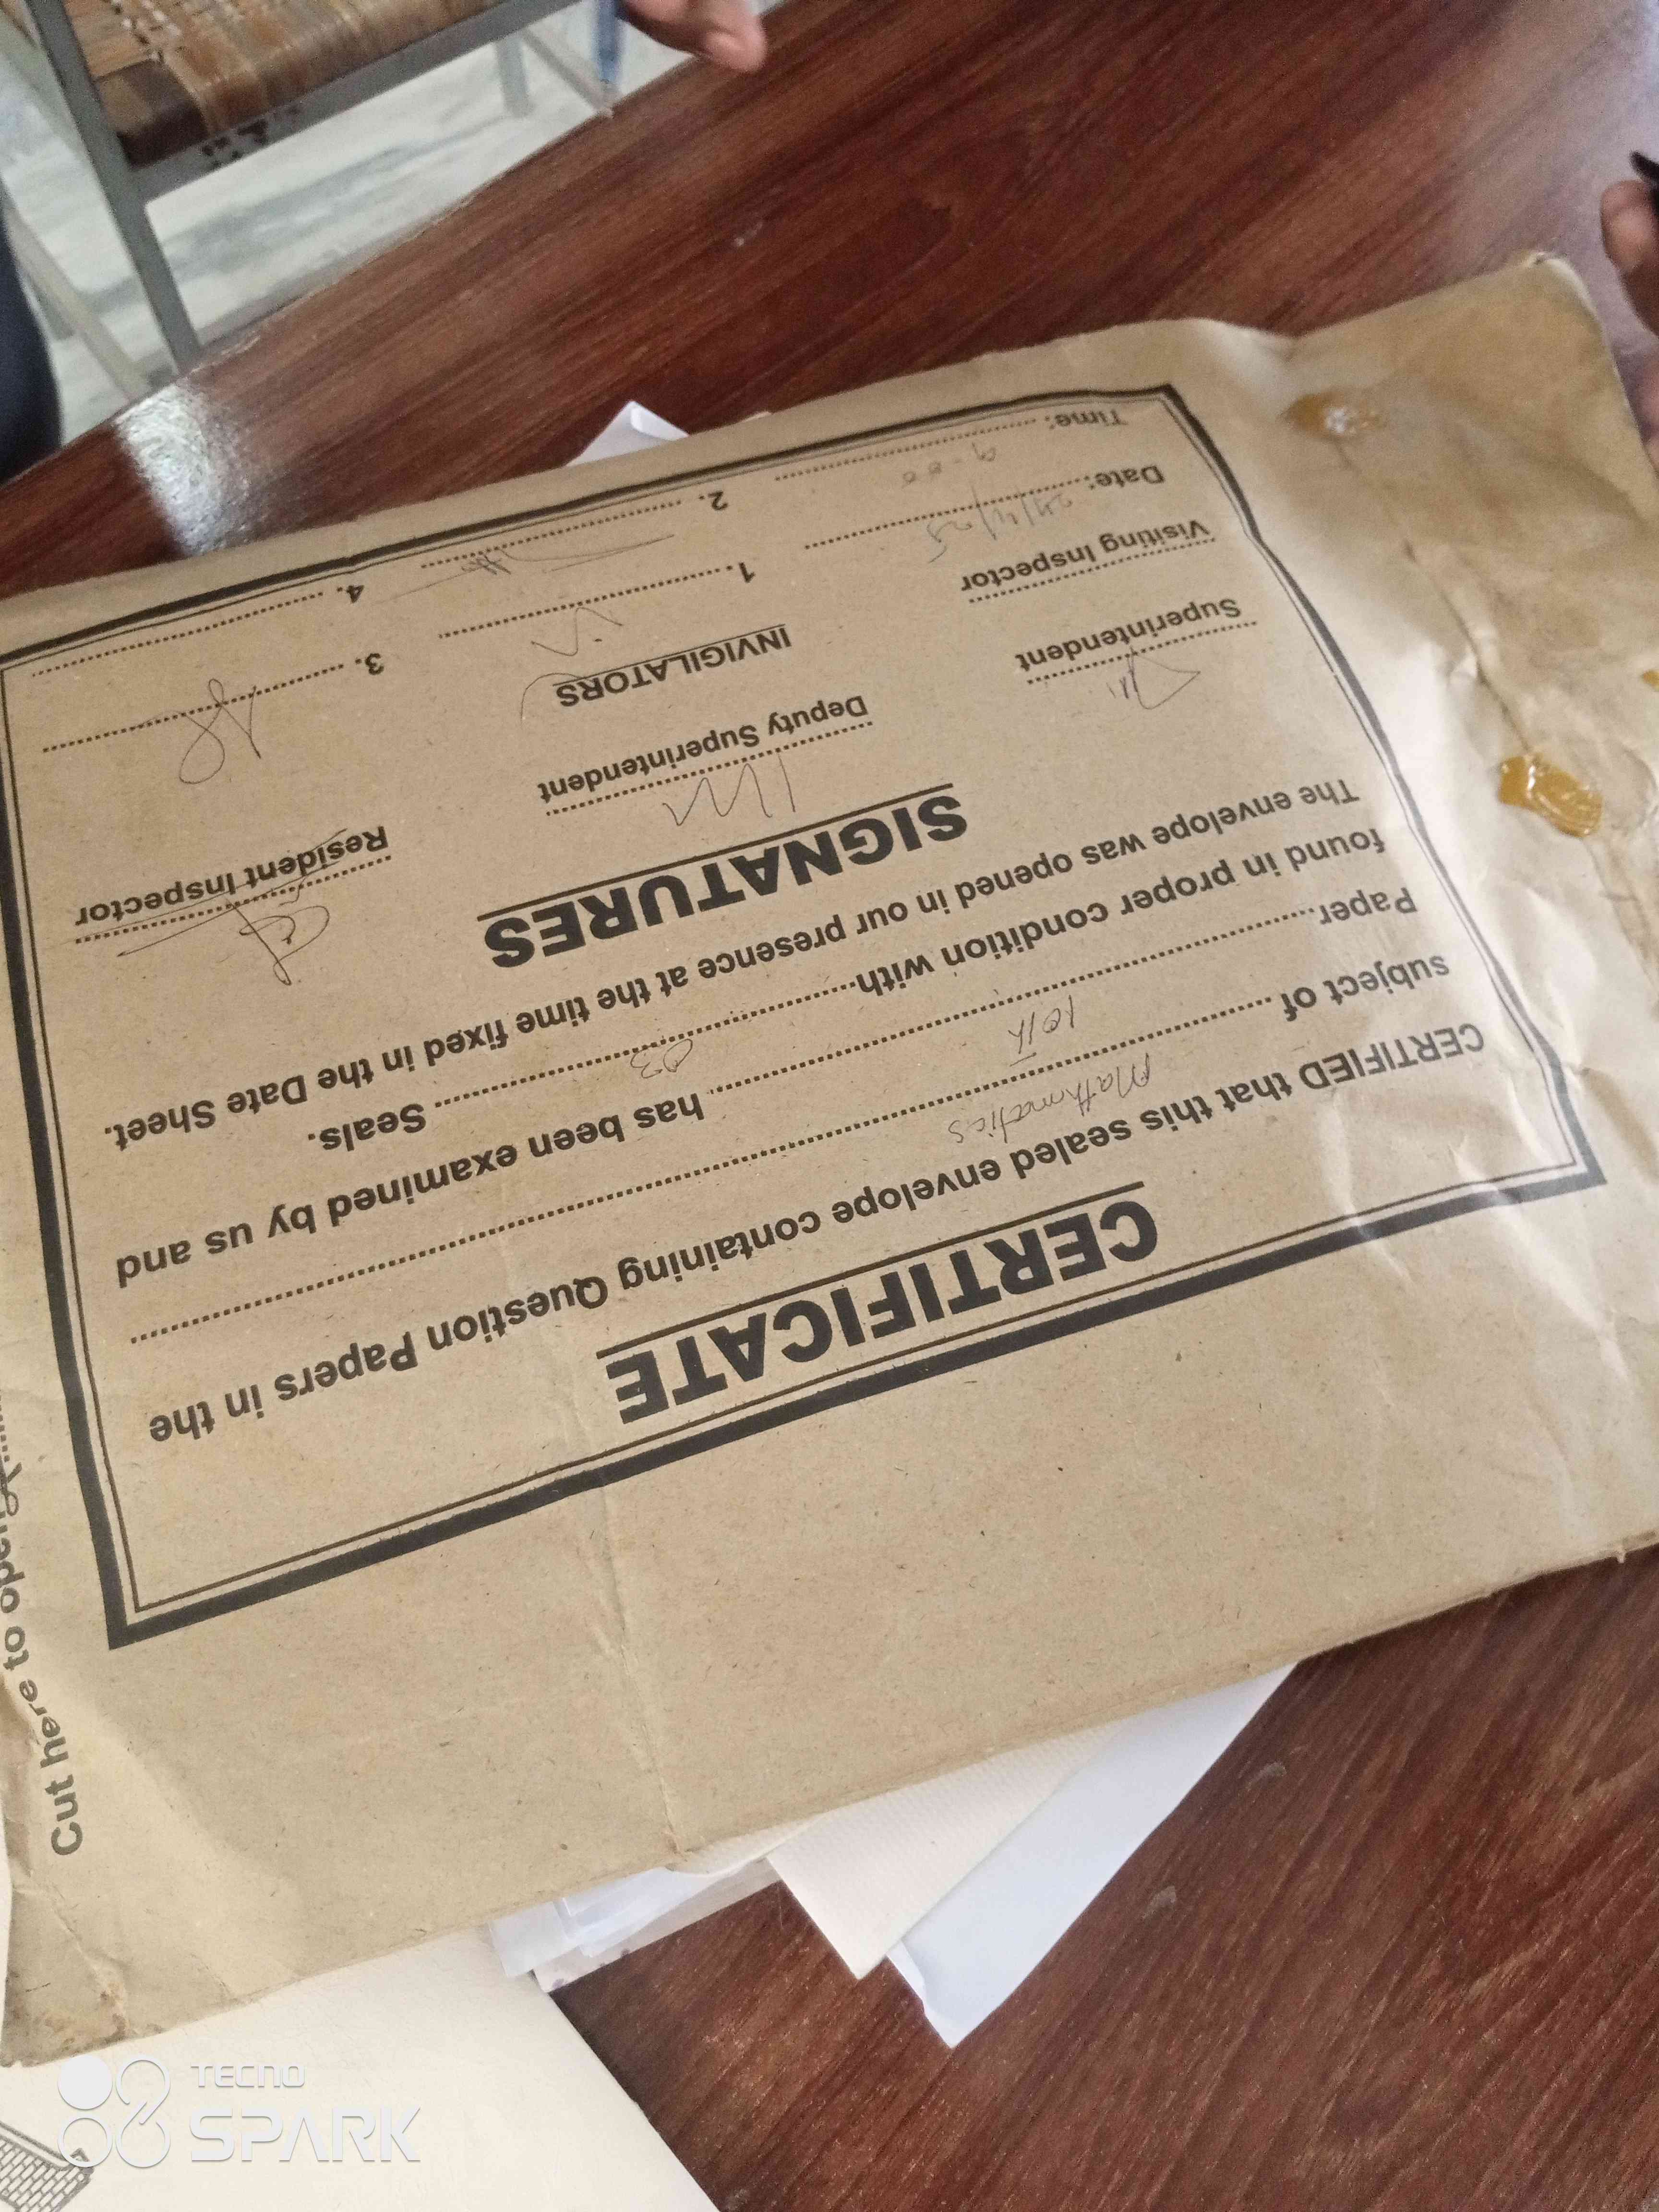 CERTIFICATE
CERTIFIED that this sealed envelope containing Question Papers in the
subject of Mathmatics
Paper 10th has been examined by us and
found in proper condition with 03 Seals.
The envelope was opened in our presence at the time fixed in the Date Sheet.
SIGNATURES
Superintendent
Deputy Superintendent
Resident Inspector
Visiting Inspector
INVIGILATORS
Date:
1.
3.
Time: 9-00
2.
4.
Cut here to open
TECNO
SPARK